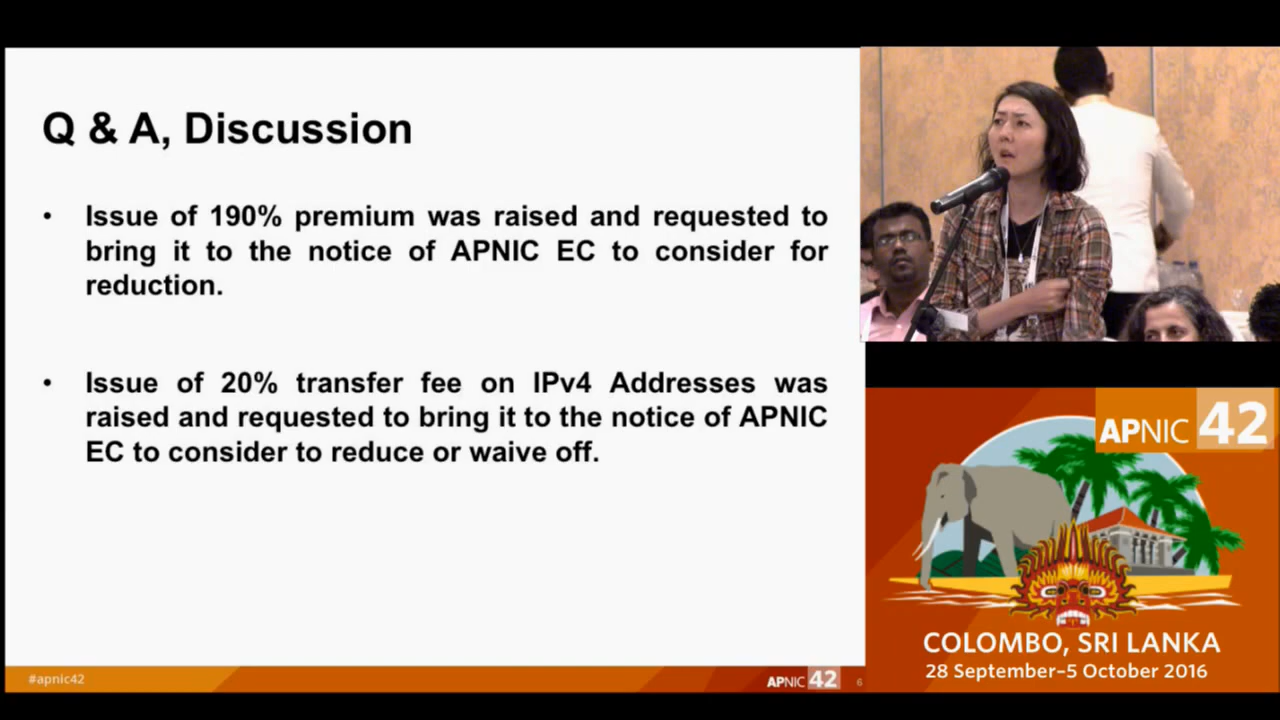 Q & A, Discussion
• Issue of 190% premium was raised and requested to
bring it to the notice of APNIC EC to consider for
reduction.
• Issue of 20% transfer fee on IPv4 Addresses was
raised and requested to bring it to the notice of APNIC
EC to consider to reduce or waive off.
#apnic42
APNIC 42
6
APNIC 42
COLOMBO, SRI LANKA
28 September–5 October 2016